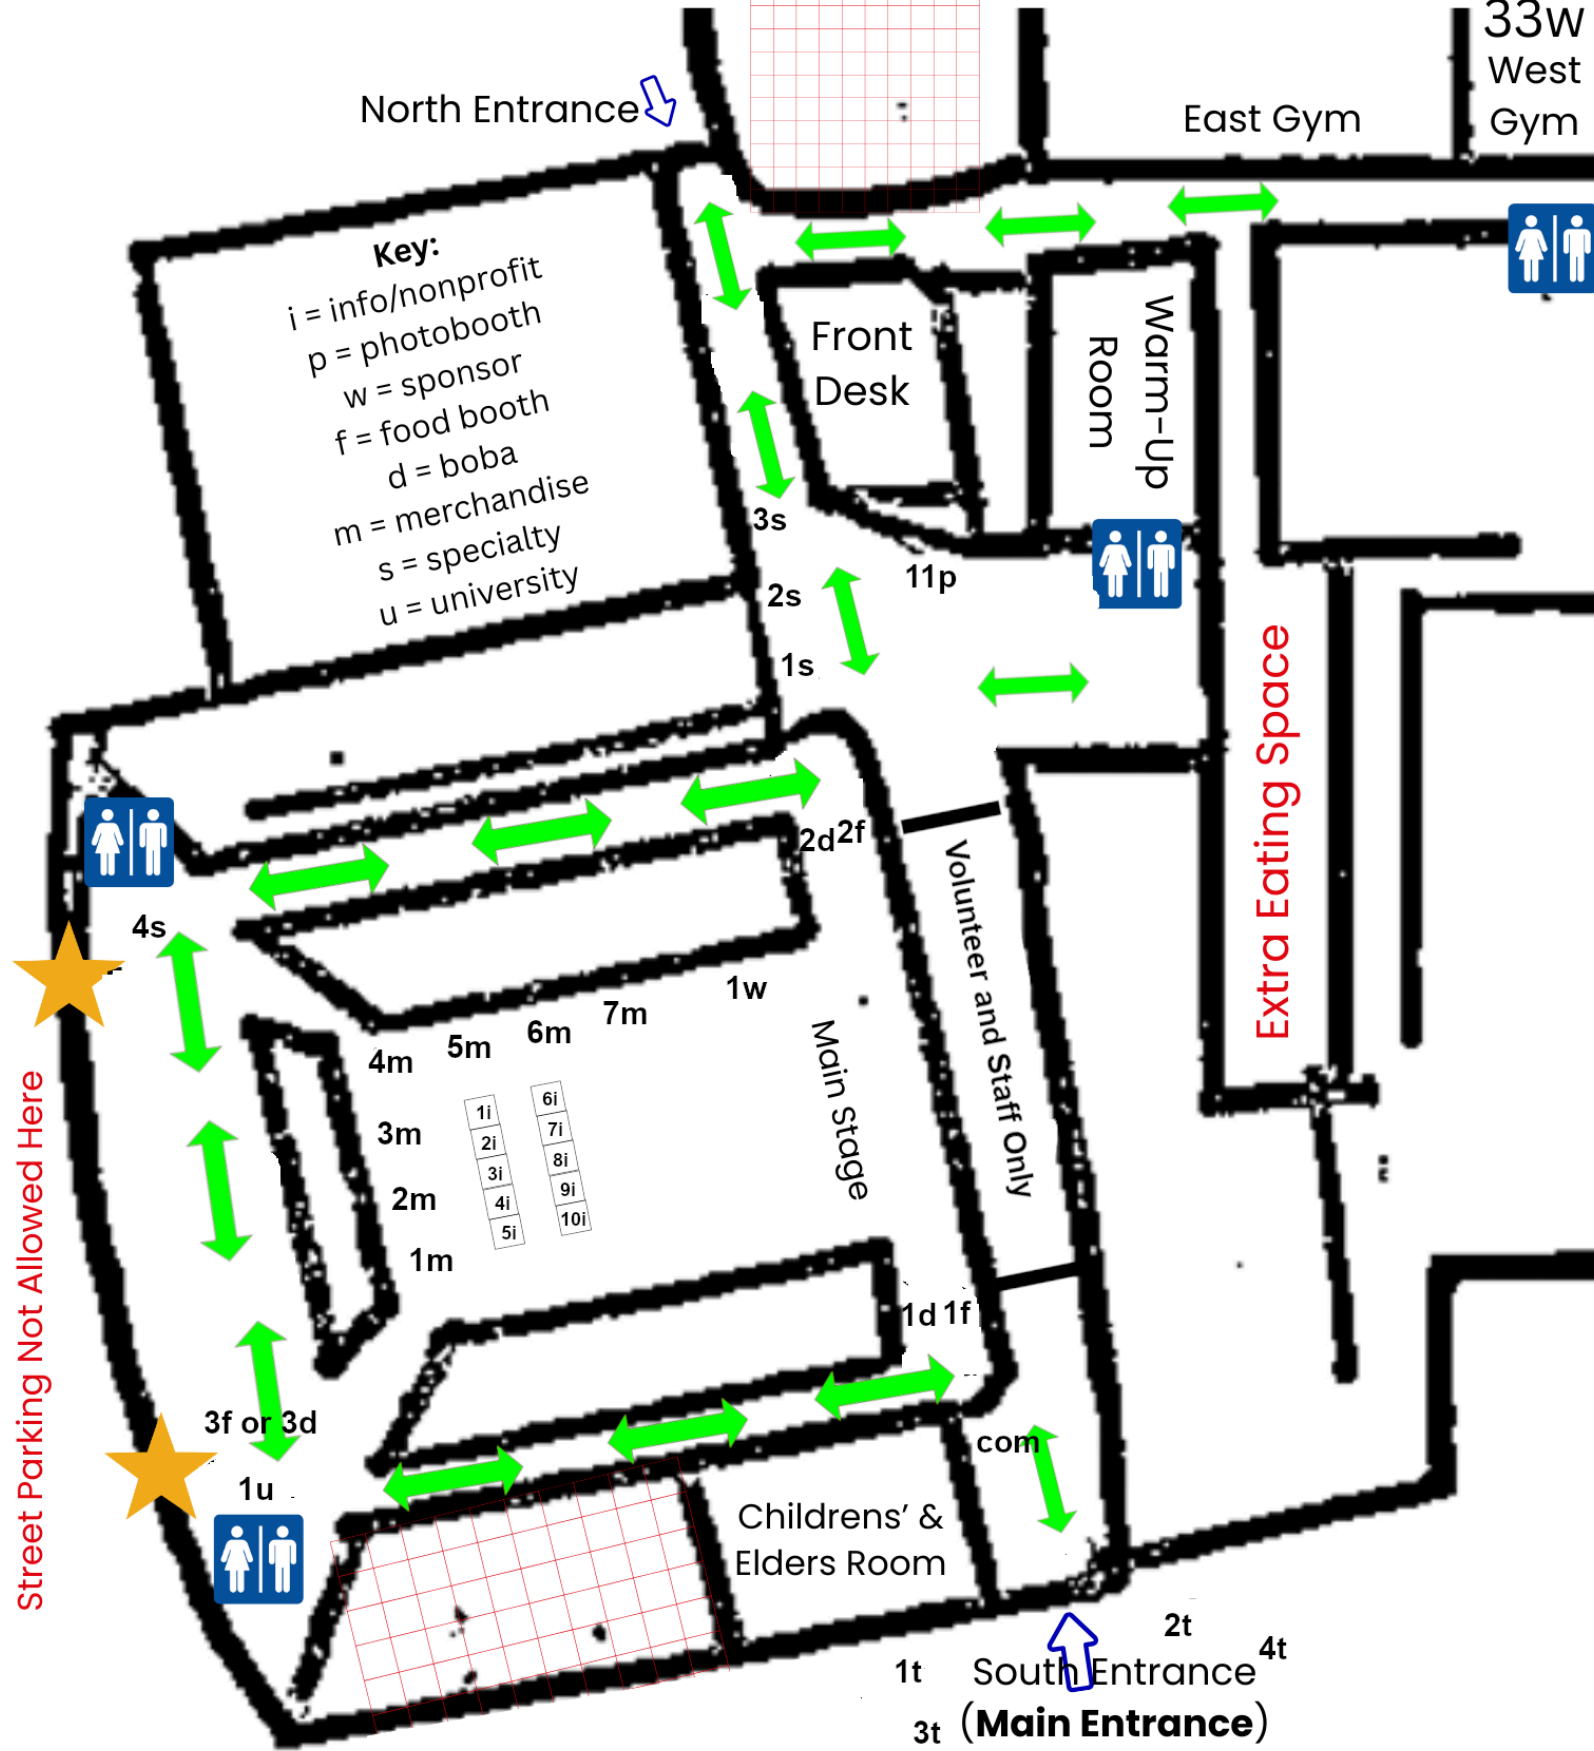 33w
West
Gym
North Entrance
East Gym
Key:
i = info/nonprofit
p = photobooth
w = sponsor
f = food booth
d = boba
m = merchandise
s = specialty
u = university
Front
Desk
Warm-Up
Room
3s
11p
2s
1s
Extra Eating Space
2d
2f
Volunteer and Staff Only
4s
1w
7m
6m
5m
4m
Main Stage
3m
2m
1m
1i
2i
3i
4i
5i
6i
7i
8i
9i
10i
Street Parking Not Allowed Here
1d
1f
3f or 3d
1u
com
Childrens’ &
Elders Room
2t
4t
1t
South Entrance
3t
(Main Entrance)